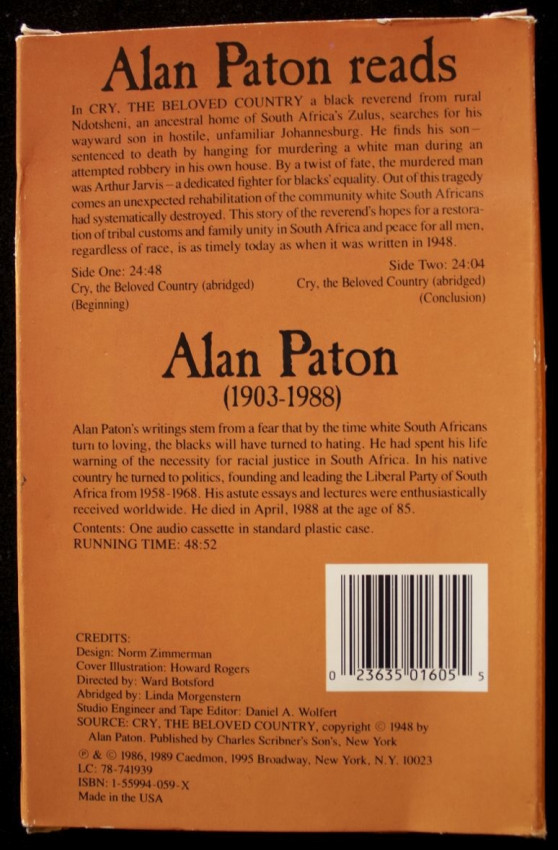 Alan Paton reads
In CRY, THE BELOVED COUNTRY a black reverend from rural
Ndotsheni, an ancestral home of South Africa's Zulus, searches for his
wayward son in hostile, unfamiliar Johannesburg. He finds his son—
sentenced to death by hanging for murdering a white man during an
attempted robbery in his own house. By a twist of fate, the murdered man
was Arthur Jarvis—a dedicated fighter for blacks' equality. Out of this tragedy
comes an unexpected rehabilitation of the community white South Africans
had systematically destroyed. This story of the reverend's hopes for a restora-
tion of tribal customs and family unity in South Africa and peace for all men,
regardless of race, is as timely today as when it was written in 1948.
Side One: 24:48
Cry, the Beloved Country (abridged)
(Beginning)
Side Two: 24:04
Cry, the Beloved Country (abridged)
(Conclusion)
Alan Paton
(1903-1988)
Alan Paton's writings stem from a fear that by the time white South Africans
turn to loving, the blacks will have turned to hating. He had spent his life
warning of the necessity for racial justice in South Africa. In his native
country he turned to politics, founding and leading the Liberal Party of South
Africa from 1958-1968. His astute essays and lectures were enthusiastically
received worldwide. He died in April, 1988 at the age of 85.
Contents: One audio cassette in standard plastic case.
RUNNING TIME: 48:52
0 23635 01605 5
CREDITS:
Design: Norm Zimmerman
Cover Illustration: Howard Rogers
Directed by: Ward Botsford
Abridged by: Linda Morgenstern
Studio Engineer and Tape Editor: Daniel A. Wolfert
SOURCE: CRY, THE BELOVED COUNTRY, copyright © 1948 by
Alan Paton. Published by Charles Scribner's Son's, New York
℗ & © 1986, 1989 Caedmon, 1995 Broadway, New York, N.Y. 10023
LC: 78-741939
ISBN: 1-55994-059-X
Made in the USA